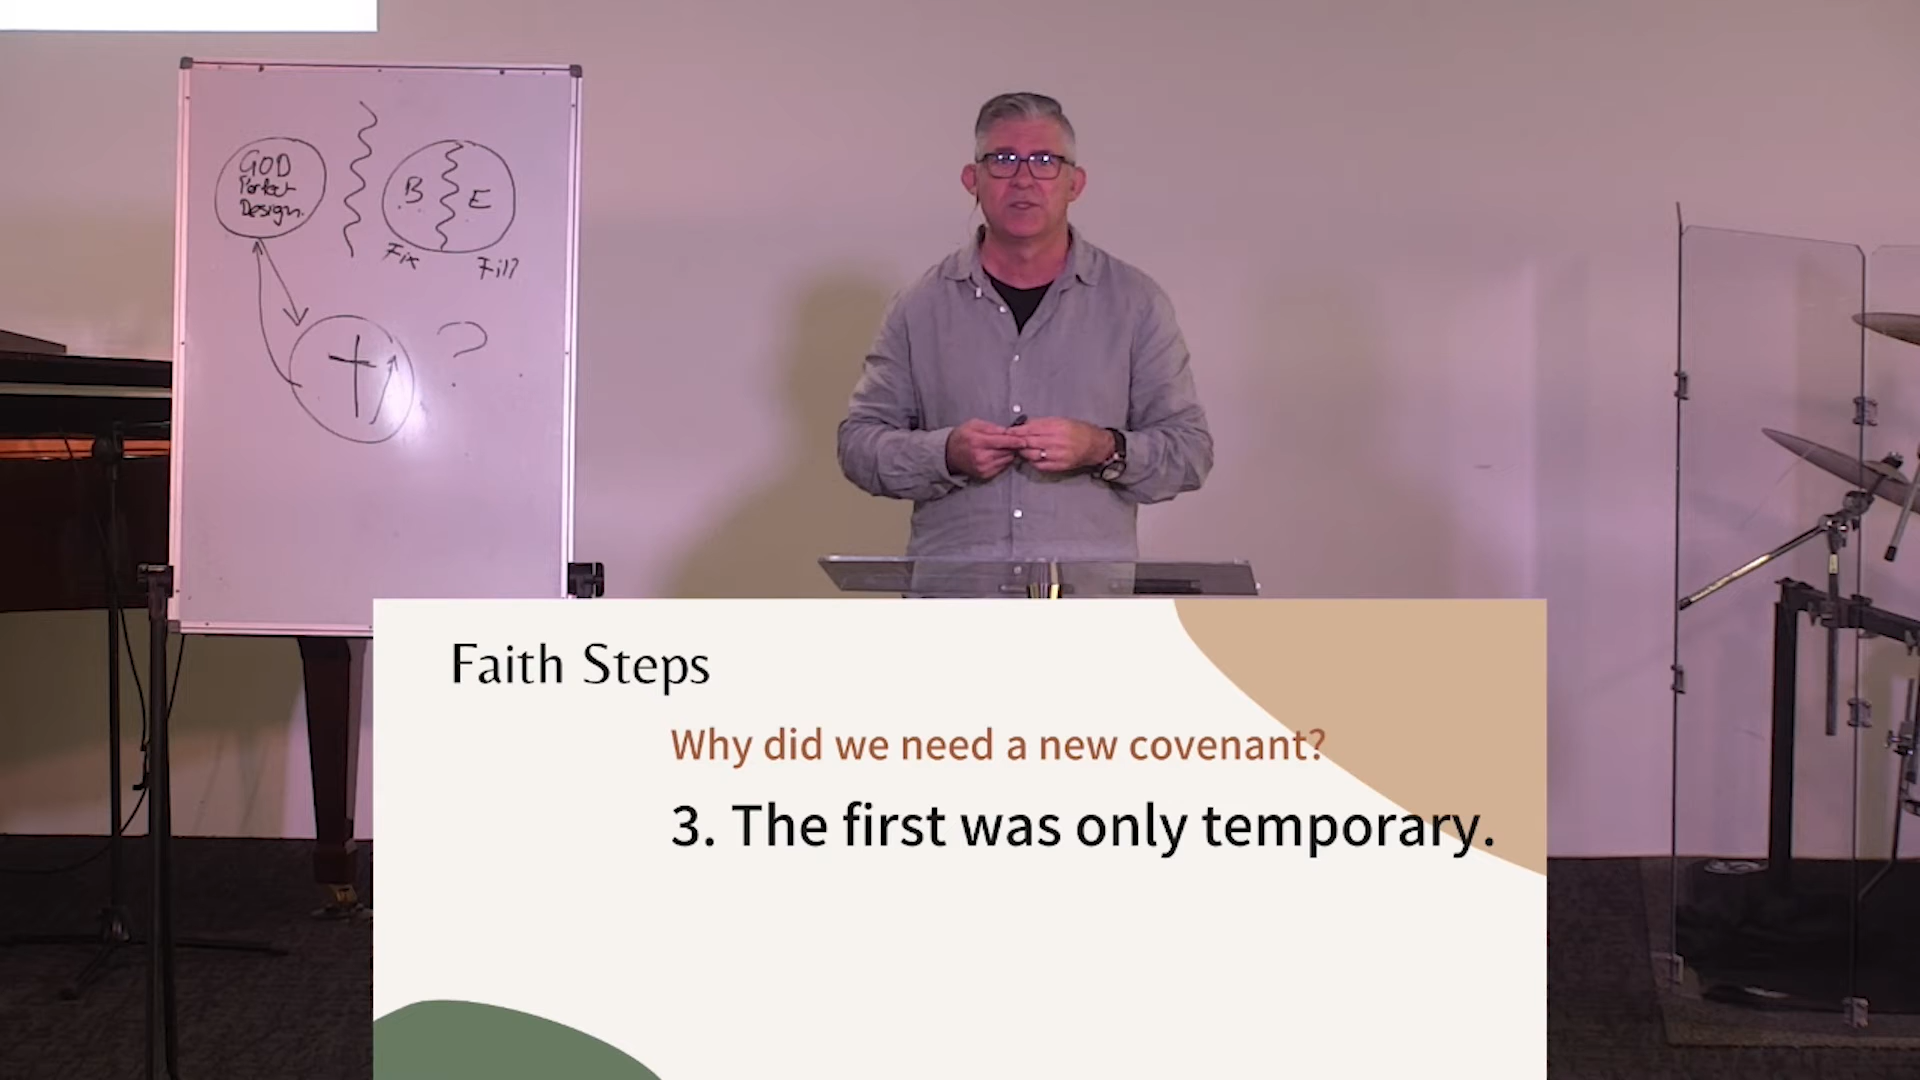 GOD
Perfect
Design.
B
E
Fix
Fill?
?
Faith Steps
Why did we need a new covenant?
3. The first was only temporary.